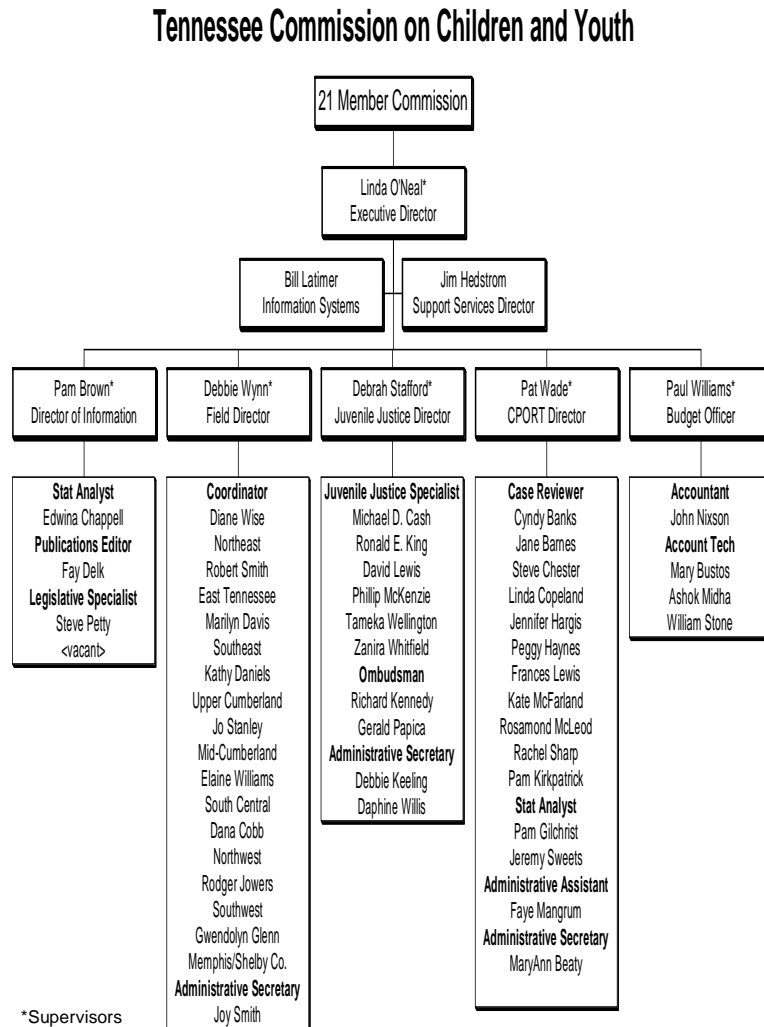 Tennessee Commission on Children and Youth
21 Member Commission
Linda O'Neal*
Executive Director
Bill Latimer
Information Systems
Jim Hedstrom
Support Services Director
Pam Brown*
Director of Information
Debbie Wynn*
Field Director
Debrah Stafford*
Juvenile Justice Director
Pat Wade*
CPORT Director
Paul Williams*
Budget Officer
Stat Analyst
Edwina Chappell
Publications Editor
Fay Delk
Legislative Specialist
Steve Petty
<vacant>
Coordinator
Diane Wise
Northeast
Robert Smith
East Tennessee
Marilyn Davis
Southeast
Kathy Daniels
Upper Cumberland
Jo Stanley
Mid-Cumberland
Elaine Williams
South Central
Dana Cobb
Northwest
Rodger Jowers
Southwest
Gwendolyn Glenn
Memphis/Shelby Co.
Administrative Secretary
Joy Smith
Juvenile Justice Specialist
Michael D. Cash
Ronald E. King
David Lewis
Phillip McKenzie
Tameka Wellington
Zanira Whitfield
Ombudsman
Richard Kennedy
Gerald Papica
Administrative Secretary
Debbie Keeling
Daphine Willis
Case Reviewer
Cyndy Banks
Jane Barnes
Steve Chester
Linda Copeland
Jennifer Hargis
Peggy Haynes
Frances Lewis
Kate McFarland
Rosamond McLeod
Rachel Sharp
Pam Kirkpatrick
Stat Analyst
Pam Gilchrist
Jeremy Sweets
Administrative Assistant
Faye Mangrum
Administrative Secretary
MaryAnn Beaty
Accountant
John Nixson
Account Tech
Mary Bustos
Ashok Midha
William Stone
*Supervisors